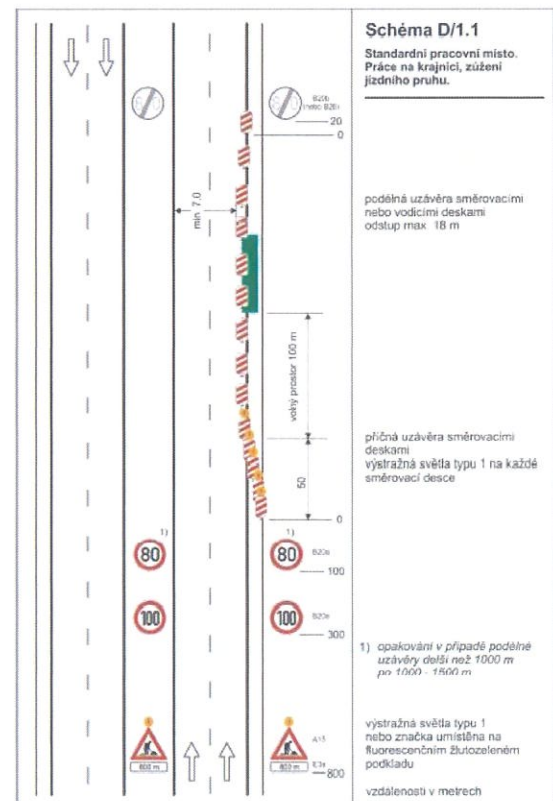 Schéma D/1.1
Standardní pracovní místo.
Práce na krajnici, zúžení
jízdního pruhu.
B20b
20
0
min 7,0
podélná uzávěra směrovacími
nebo vodicími deskami
odstup max 18 m
volný prostor 100 m
příčná uzávěra směrovacími
deskami
výstražná světla typu 1 na každé
směrovací desce
50
0
1)
1)
80
80
B20a
100
100
100
B20a
300
1) opakování v případě podélné
uzávěry delší než 1000 m
po 1000 - 1500 m
výstražná světla typu 1
nebo značka umístěna na
fluorescenčním žlutozeleném
podkladu
A15
800 m
800 m
E3a
800
vzdálenosti v metrech